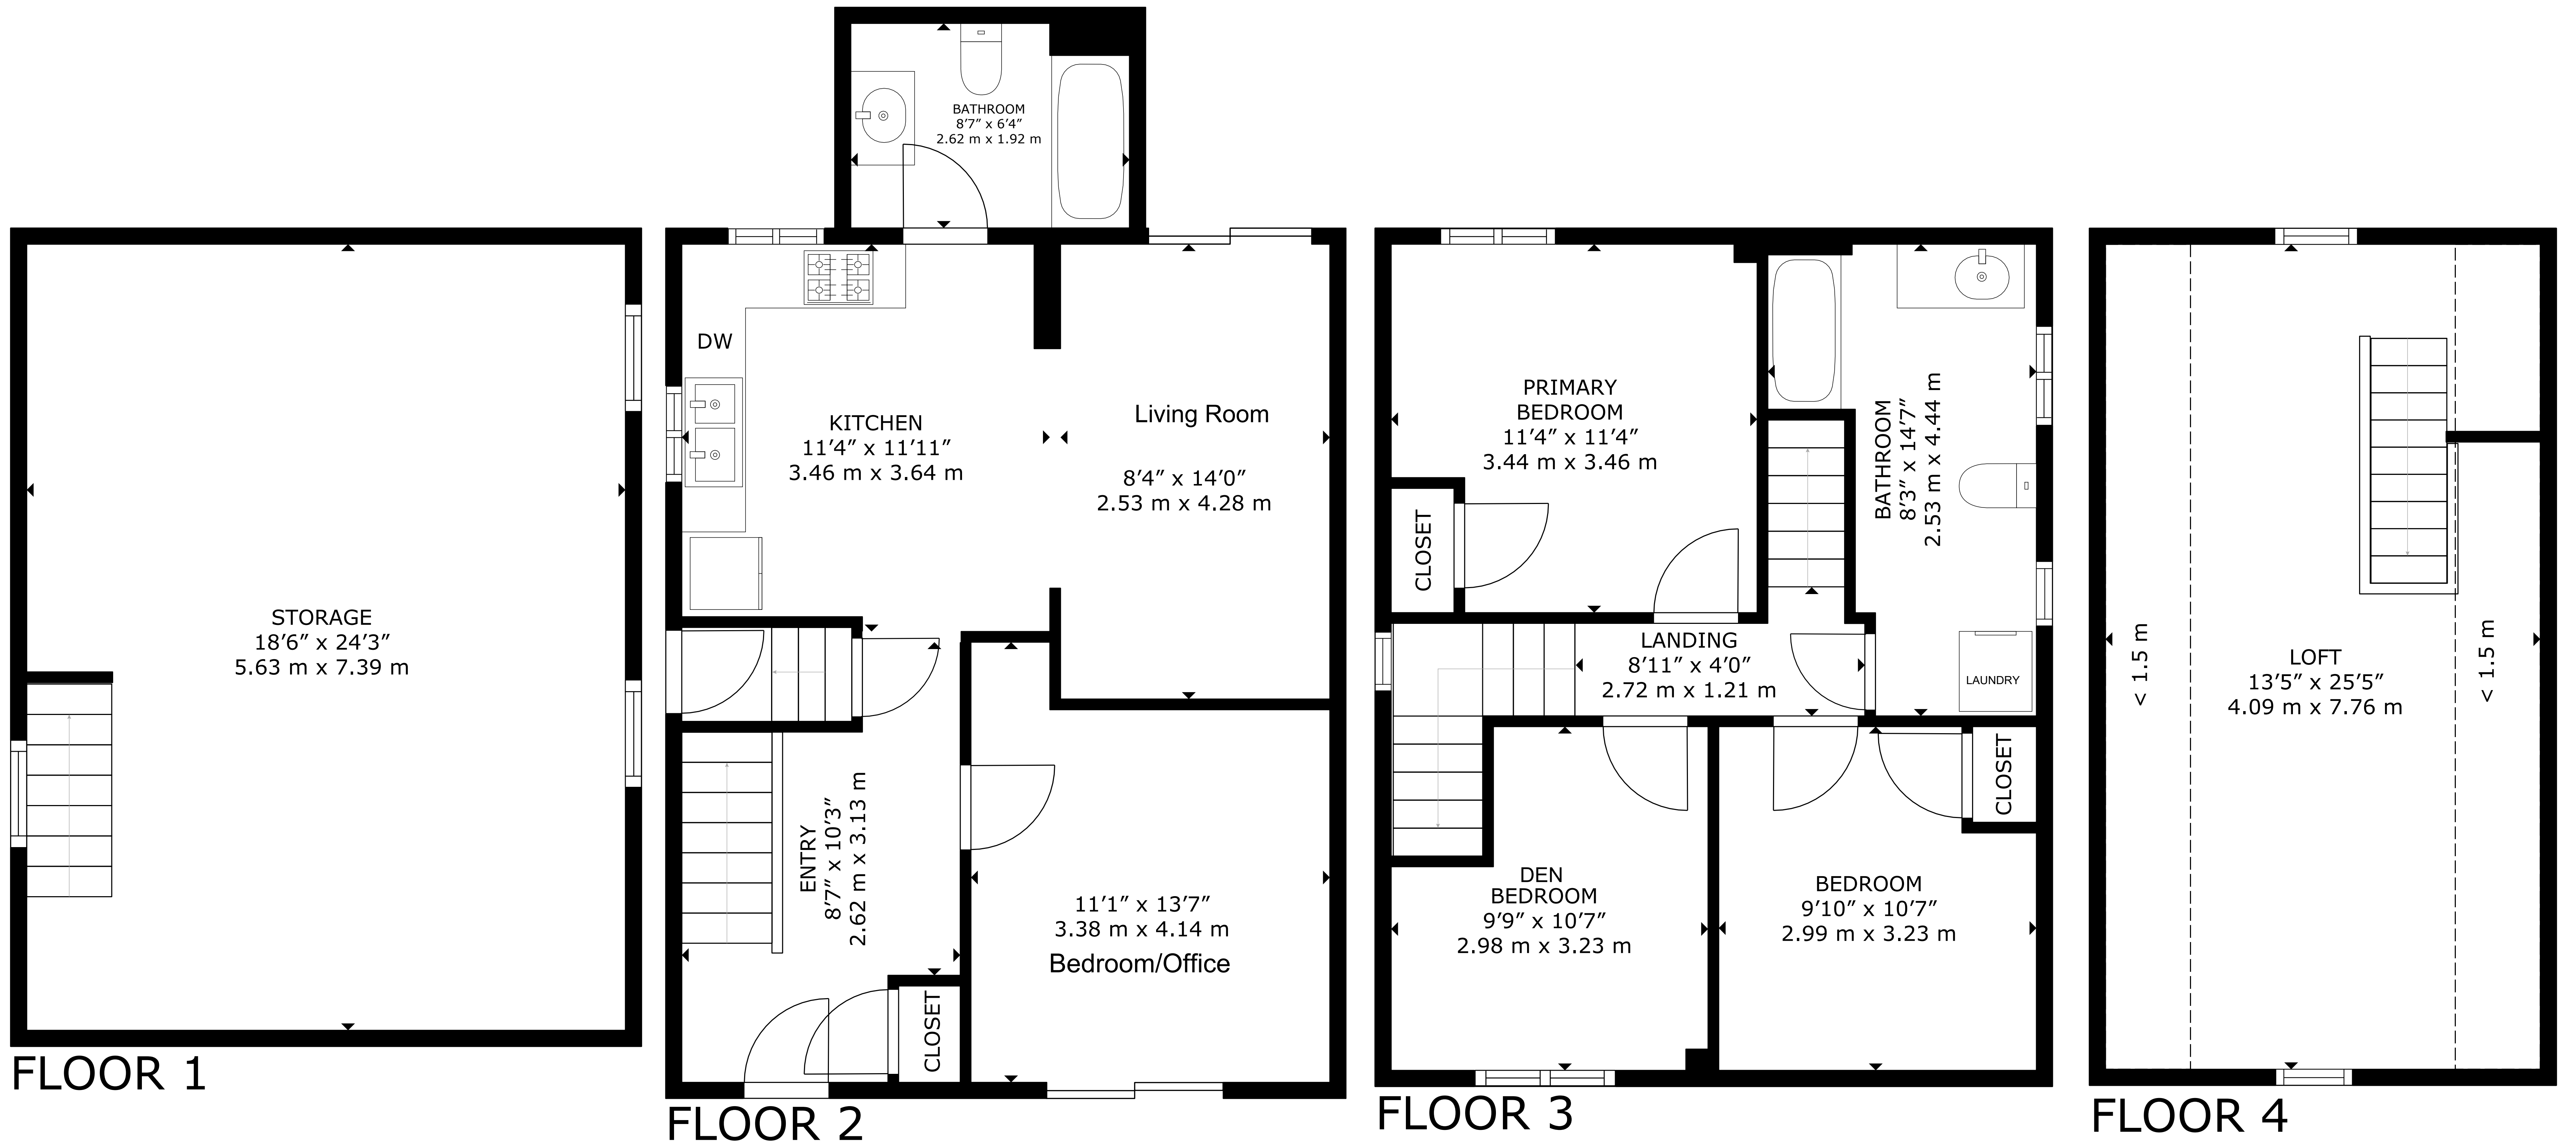 STORAGE
18'6" x 24'3"
5.63 m x 7.39 m
FLOOR 1
BATHROOM
8'7" x 6'4"
2.62 m x 1.92 m
DW
KITCHEN
11'4" x 11'11"
3.46 m x 3.64 m
Living Room
8'4" x 14'0"
2.53 m x 4.28 m
ENTRY
8'7" x 10'3"
2.62 m x 3.13 m
11'1" x 13'7"
3.38 m x 4.14 m
Bedroom/Office
CLOSET
FLOOR 2
PRIMARY
BEDROOM
11'4" x 11'4"
3.44 m x 3.46 m
CLOSET
BATHROOM
8'3" x 14'7"
2.53 m x 4.44 m
LANDING
8'11" x 4'0"
2.72 m x 1.21 m
LAUNDRY
CLOSET
DEN
BEDROOM
9'9" x 10'7"
2.98 m x 3.23 m
BEDROOM
9'10" x 10'7"
2.99 m x 3.23 m
FLOOR 3
< 1.5 m
LOFT
13'5" x 25'5"
4.09 m x 7.76 m
< 1.5 m
FLOOR 4